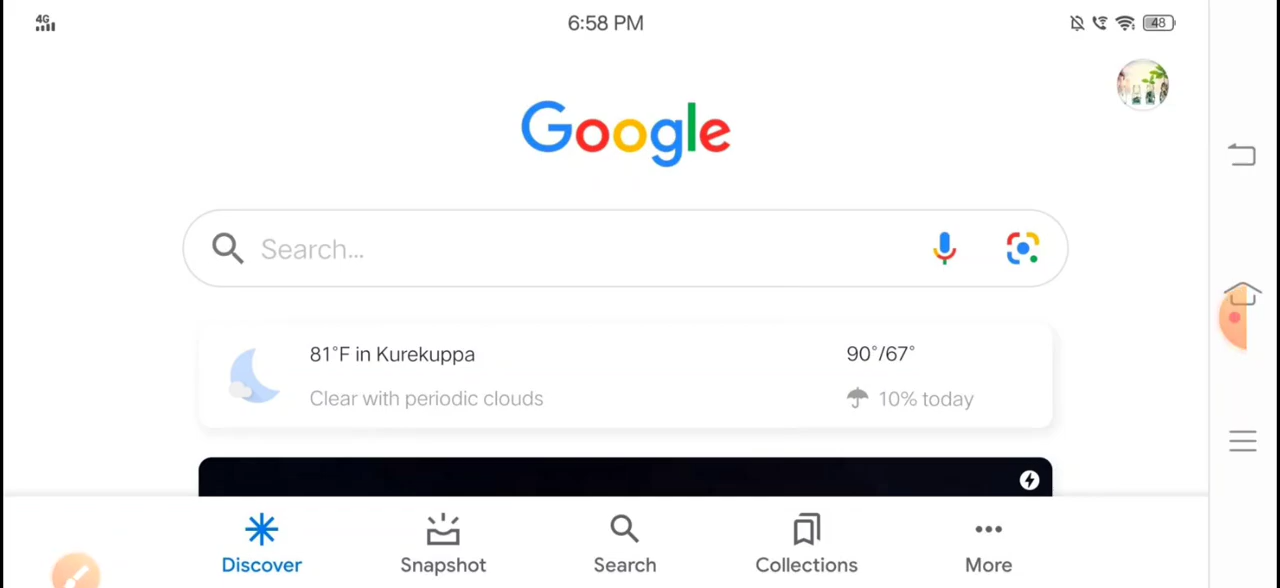 4G
6:58 PM
48
Google
Search...
81°F in Kurekuppa
90°/67°
Clear with periodic clouds
10% today
Discover
Snapshot
Search
Collections
More